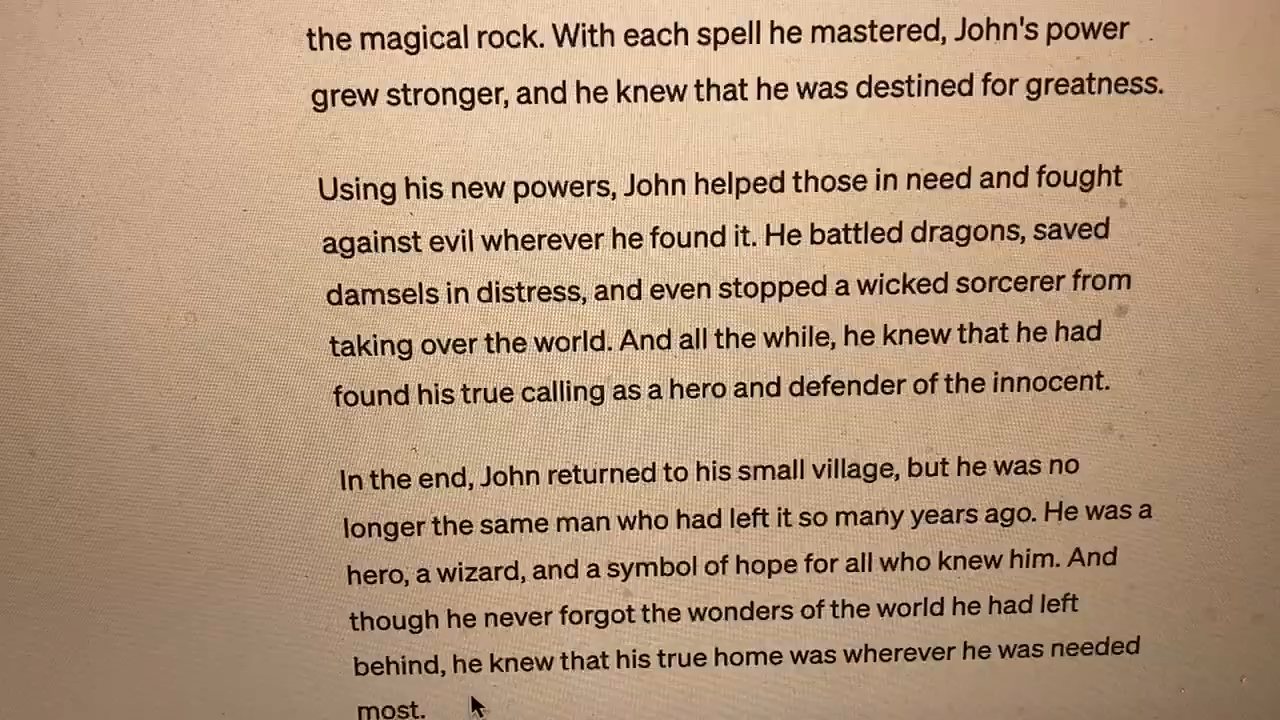 the magical rock. With each spell he mastered, John's power
grew stronger, and he knew that he was destined for greatness.
Using his new powers, John helped those in need and fought
against evil wherever he found it. He battled dragons, saved
damsels in distress, and even stopped a wicked sorcerer from
taking over the world. And all the while, he knew that he had
found his true calling as a hero and defender of the innocent.
In the end, John returned to his small village, but he was no
longer the same man who had left it so many years ago. He was a
hero, a wizard, and a symbol of hope for all who knew him. And
though he never forgot the wonders of the world he had left
behind, he knew that his true home was wherever he was needed
most.